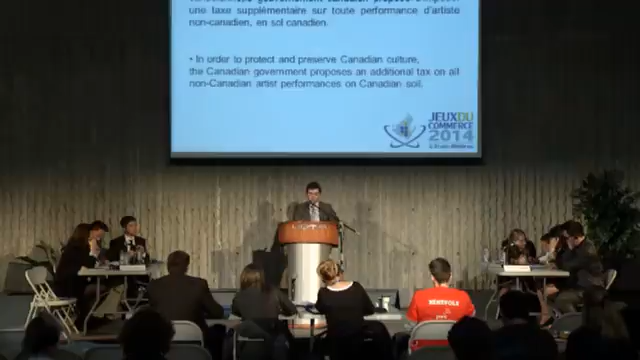 une taxe supplémentaire sur toute performance d'artiste
non-canadien, en sol canadien.
• In order to protect and preserve Canadian culture,
the Canadian government proposes an additional tax on all
non-Canadian artist performances on Canadian soil.
JEUX DU
COMMERCE
2014
BÉNÉVOLE
pwc